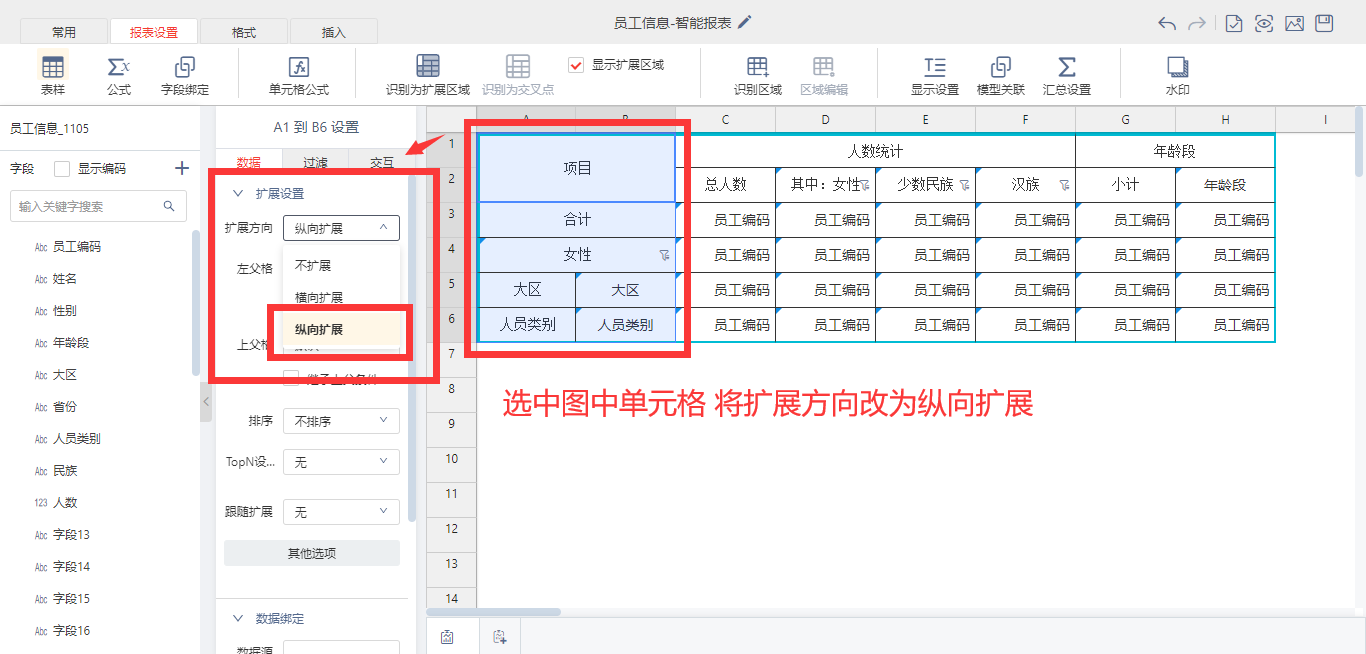 员工信息-智能报表
常用 报表设置 格式 插入
表样 公式 字段绑定 单元格公式 识别为扩展区域 识别为交叉点 显示扩展区域 识别区域 区域编辑 显示设置 模型关联 汇总设置 水印
员工信息_1105
字段 显示编码
输入关键字搜索
Abc 员工编码
Abc 姓名
Abc 性别
Abc 年龄段
Abc 大区
Abc 省份
Abc 人员类别
Abc 民族
123 人数
Abc 字段13
Abc 字段14
Abc 字段15
Abc 字段16
A1 到 B6 设置
数据 过滤 交互
扩展设置
扩展方向 纵向扩展
不扩展
横向扩展
纵向扩展
左父格
上父格
排序 不排序
TopN设... 无
跟随扩展 无
其他选项
数据绑定
数据源
A B C D E F G H I
1 项目 人数统计 年龄段
2 总人数 其中：女性 少数民族 汉族 小计 年龄段
3 合计 员工编码 员工编码 员工编码 员工编码 员工编码 员工编码
4 女性 员工编码 员工编码 员工编码 员工编码 员工编码 员工编码
5 大区 大区 员工编码 员工编码 员工编码 员工编码 员工编码 员工编码
6 人员类别 人员类别 员工编码 员工编码 员工编码 员工编码 员工编码 员工编码
7
8
9
10
11
12
13
14
选中图中单元格 将扩展方向改为纵向扩展